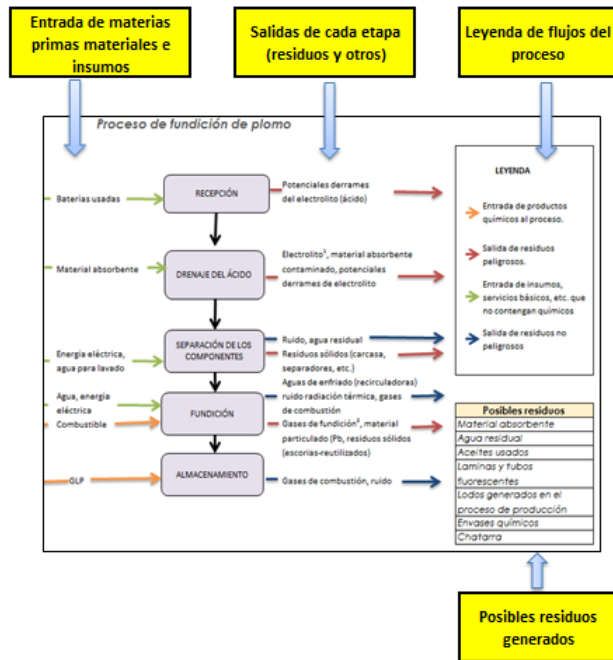 Entrada de materias
primas materiales e
insumos
Salidas de cada etapa
(residuos y otros)
Leyenda de flujos del
proceso
Proceso de fundición de plomo
Baterías usadas
RECEPCIÓN
Potenciales derrames
del electrolito (ácido)
Material absorbente
DRENAJE DEL ÁCIDO
Electrolito¹, material absorbente
contaminado, potenciales
derrames de electrolito
Energía eléctrica,
agua para lavado
SEPARACIÓN DE LOS
COMPONENTES
Ruido, agua residual
Residuos sólidos (carcasa,
separadores, etc.)
Agua, energía
eléctrica
Combustible
FUNDICIÓN
Aguas de enfriado (recirculadoras)
ruido radiación térmica, gases
de combustión
Gases de fundición², material
particulado (Pb, residuos sólidos
(escorias-reutilizados)
GLP
ALMACENAMIENTO
Gases de combustión, ruido
LEYENDA
Entrada de productos
químicos al proceso.
Salida de residuos
peligrosos.
Entrada de insumos,
servicios básicos, etc. que
no contengan químicos
Salida de residuos no
peligrosos
Posibles residuos
Material absorbente
Agua residual
Aceites usados
Laminas y tubos
fluorescentes
Lodos generados en el
proceso de producción
Envases químicos
Chatarra
Posibles residuos
generados